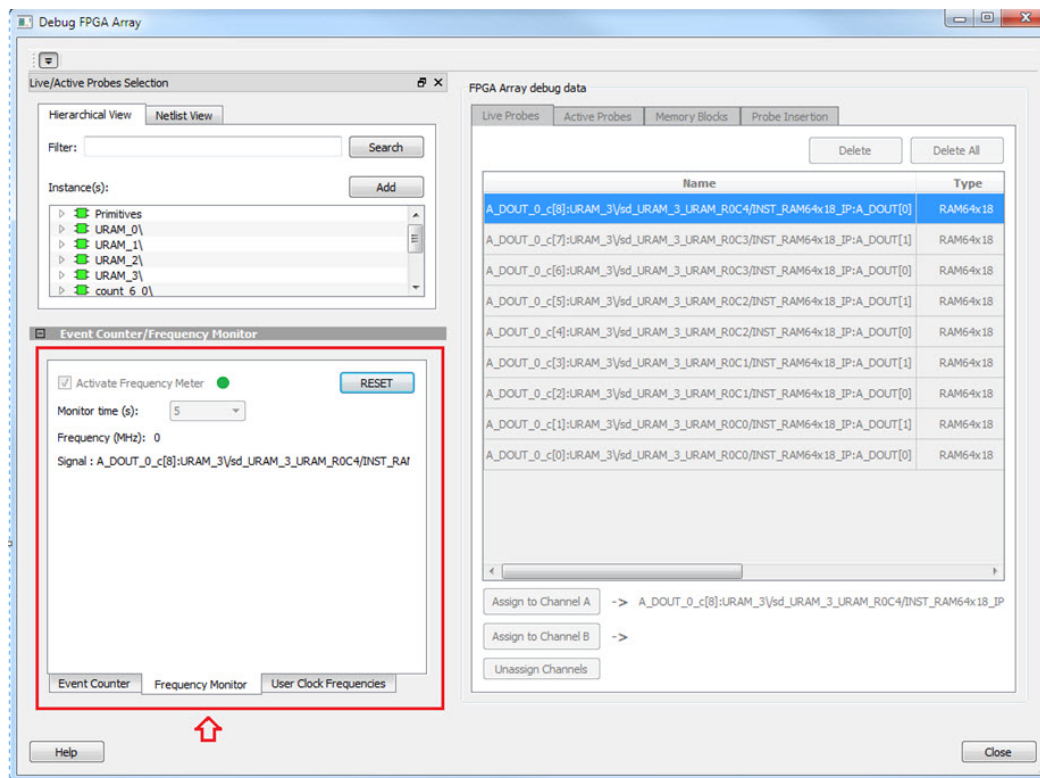 Debug FPGA Array
Live/Active Probes Selection
Hierarchical View
Netlist View
Filter:
Search
Instance(s):
Add
Primitives
URAM_0\
URAM_1\
URAM_2\
URAM_3\
count_6_0\
Event Counter/Frequency Monitor
Activate Frequency Meter
RESET
Monitor time (s):
5
Frequency (MHz): 0
Signal : A_DOUT_0_c[8]:URAM_3\/sd_URAM_3_URAM_R0C4/INST_RA
Event Counter
Frequency Monitor
User Clock Frequencies
Help
FPGA Array debug data
Live Probes
Active Probes
Memory Blocks
Probe Insertion
Delete
Delete All
Name Type
A_DOUT_0_c[8]:URAM_3\/sd_URAM_3_URAM_R0C4/INST_RAM64x18_IP:A_DOUT[0] RAM64x18
A_DOUT_0_c[7]:URAM_3\/sd_URAM_3_URAM_R0C3/INST_RAM64x18_IP:A_DOUT[1] RAM64x18
A_DOUT_0_c[6]:URAM_3\/sd_URAM_3_URAM_R0C3/INST_RAM64x18_IP:A_DOUT[0] RAM64x18
A_DOUT_0_c[5]:URAM_3\/sd_URAM_3_URAM_R0C2/INST_RAM64x18_IP:A_DOUT[1] RAM64x18
A_DOUT_0_c[4]:URAM_3\/sd_URAM_3_URAM_R0C2/INST_RAM64x18_IP:A_DOUT[0] RAM64x18
A_DOUT_0_c[3]:URAM_3\/sd_URAM_3_URAM_R0C1/INST_RAM64x18_IP:A_DOUT[1] RAM64x18
A_DOUT_0_c[2]:URAM_3\/sd_URAM_3_URAM_R0C1/INST_RAM64x18_IP:A_DOUT[0] RAM64x18
A_DOUT_0_c[1]:URAM_3\/sd_URAM_3_URAM_R0C0/INST_RAM64x18_IP:A_DOUT[1] RAM64x18
A_DOUT_0_c[0]:URAM_3\/sd_URAM_3_URAM_R0C0/INST_RAM64x18_IP:A_DOUT[0] RAM64x18
Assign to Channel A -> A_DOUT_0_c[8]:URAM_3\/sd_URAM_3_URAM_R0C4/INST_RAM64x18_IP
Assign to Channel B ->
Unassign Channels
Close